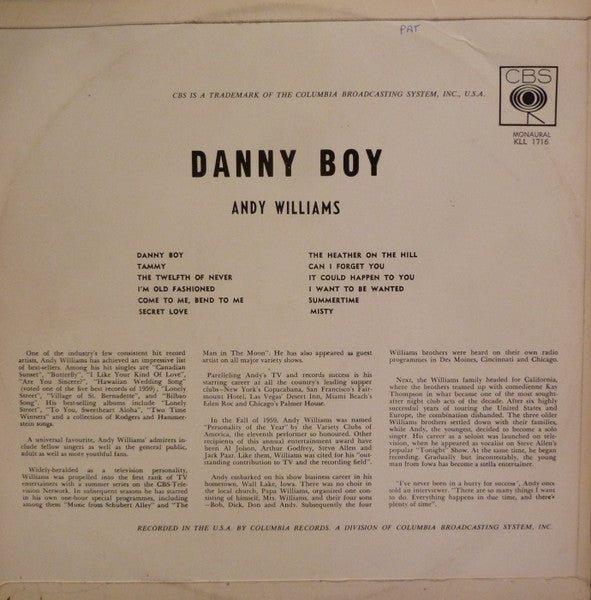 PAT
CBS IS A TRADEMARK OF THE COLUMBIA BROADCASTING SYSTEM, INC., U.S.A.
CBS
MONAURAL
KLL 1716
DANNY BOY
ANDY WILLIAMS
DANNY BOY
TAMMY
THE TWELFTH OF NEVER
I'M OLD FASHIONED
COME TO ME, BEND TO ME
SECRET LOVE
THE HEATHER ON THE HILL
CAN I FORGET YOU
IT COULD HAPPEN TO YOU
I WANT TO BE WANTED
SUMMERTIME
MISTY
One of the industry's few consistent hit record
artists, Andy Williams has achieved an impressive list
of best-sellers. Among his hit singles are "Canadian
Sunset", "Butterfly", "I Like Your Kind Of Love",
"Are You Sincere?", "Hawaiian Wedding Song"
(voted one of the five best records of 1959), "Lonely
Street", "Village of St. Bernadette", and "Bilbao
Song". His best-selling albums include "Lonely
Street", "To You, Sweetheart Aloha", "Two Time
Winners" and a collection of Rodgers and Hammer-
stein songs.
A universal favourite, Andy Williams' admirers in-
clude fellow singers as well as the general public,
adult as well as more youthful fans.
Widely-heralded as a television personality,
Williams was propelled into the first rank of TV
entertainers with a summer series on the CBS-Tele-
vision Network. In subsequent seasons he has starred
in his own one-hour special programmes, including
among them "Music from Schubert Alley" and "The
Man in The Moon". He has also appeared as guest
artist on all major variety shows.
Parelleling Andy's TV and records success is his
starring career at all the country's leading supper
clubs—New York's Copacabana, San Francisco's Fair-
mount Hotel, Las Vegas' Desert Inn, Miami Beach's
Eden Roc and Chicago's Palmer House.
In the Fall of 1959, Andy Williams was named
"Personality of the Year" by the Variety Clubs of
America, the eleventh performer so honoured. Other
recipients of this annual entertainment award have
been Al Jolson, Arthur Godfrey, Steve Allen and
Jack Paar. Like them, Williams was cited for his "out-
standing contribution to TV and the recording field".
Andy embarked on his show business career in his
hometown, Wall Lake, Iowa. There was no choir in
the local church, Papa Williams, organized one con-
sisting of himself, Mrs. Williams, and their four sons
—Bob, Dick, Don and Andy. Subsequently the four
Williams brothers were heard on their own radio
programmes in Des Moines, Cincinnati and Chicago.
Next, the Williams family headed for California,
where the brothers teamed up with comedienne Kay
Thompson in what became one of the most sought-
after night club acts of the decade. After six highly
successful years of touring the United States and
Europe, the combination disbanded. The three older
Williams brothers settled down with their families,
while Andy, the youngest, decided to become a solo
singer. His career as a soloist was launched on tele-
vision, when he appeared as vocalist on Steve Allen's
popular "Tonight" Show. At the same time, he began
recording. Gradually but incontestably, the young
man from Iowa has become a stella entertainer.
"I've never been in a hurry for success', Andy once
told an interviewer. "There are so many things I want
to do. Everything happens in due time, and there's
plenty of time".
RECORDED IN THE U.S.A. BY COLUMBIA RECORDS, A DIVISION OF COLUMBIA BROADCASTING SYSTEM, INC.